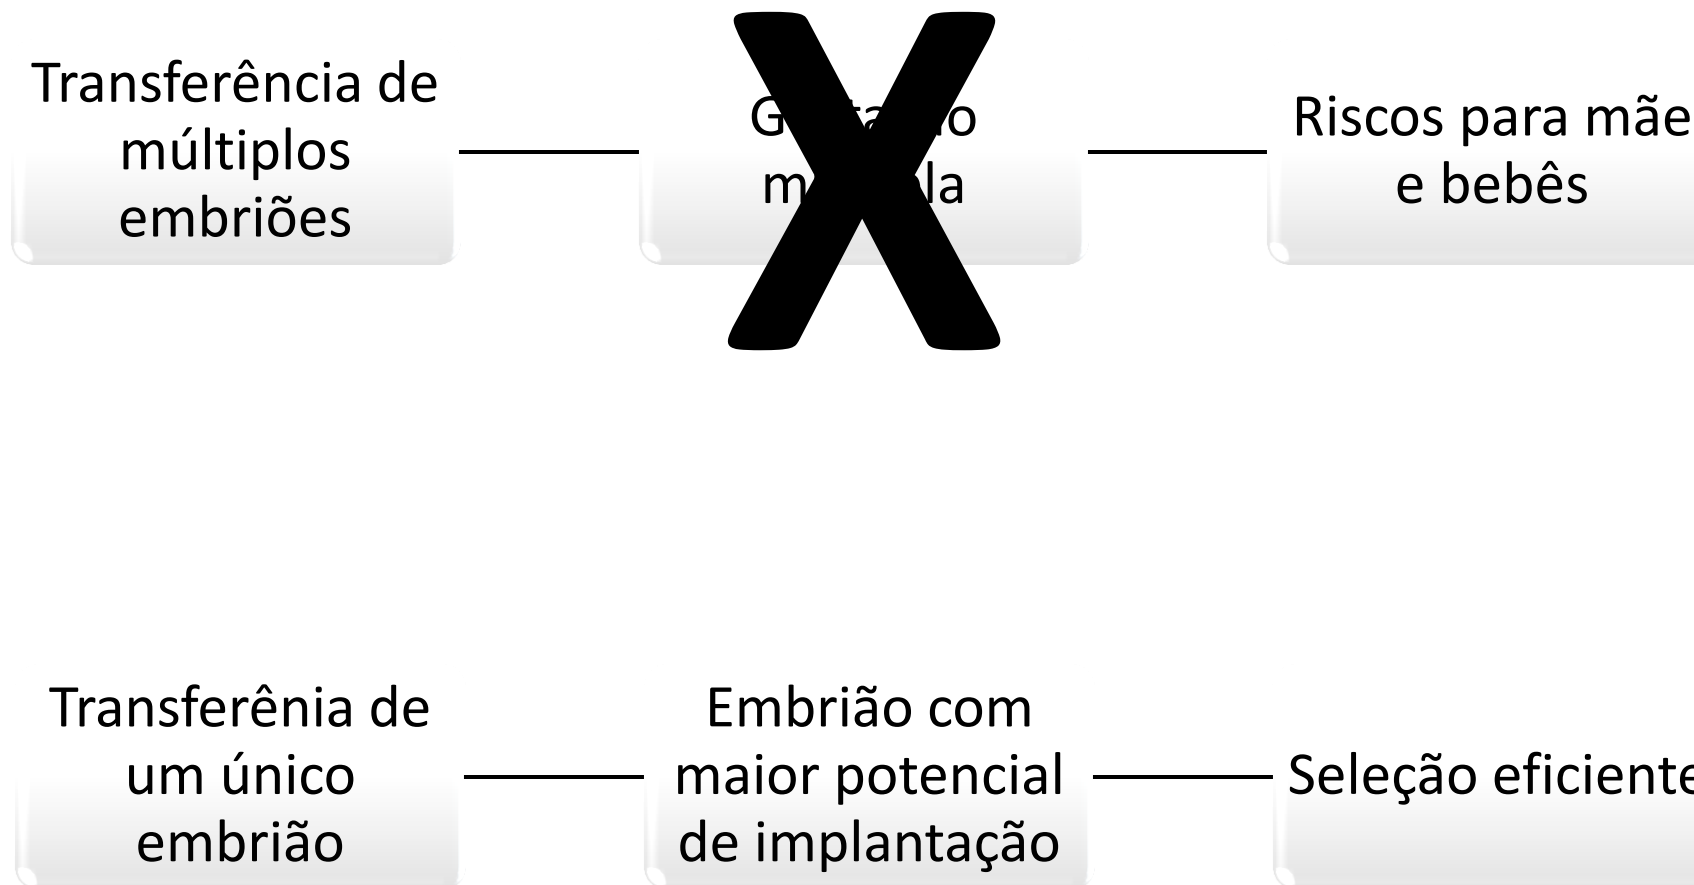 Transferência de
múltiplos
embriões
X
Riscos para mãe
e bebês
Transferênia de
um único
embrião
Embrião com
maior potencial
de implantação
Seleção eficiente